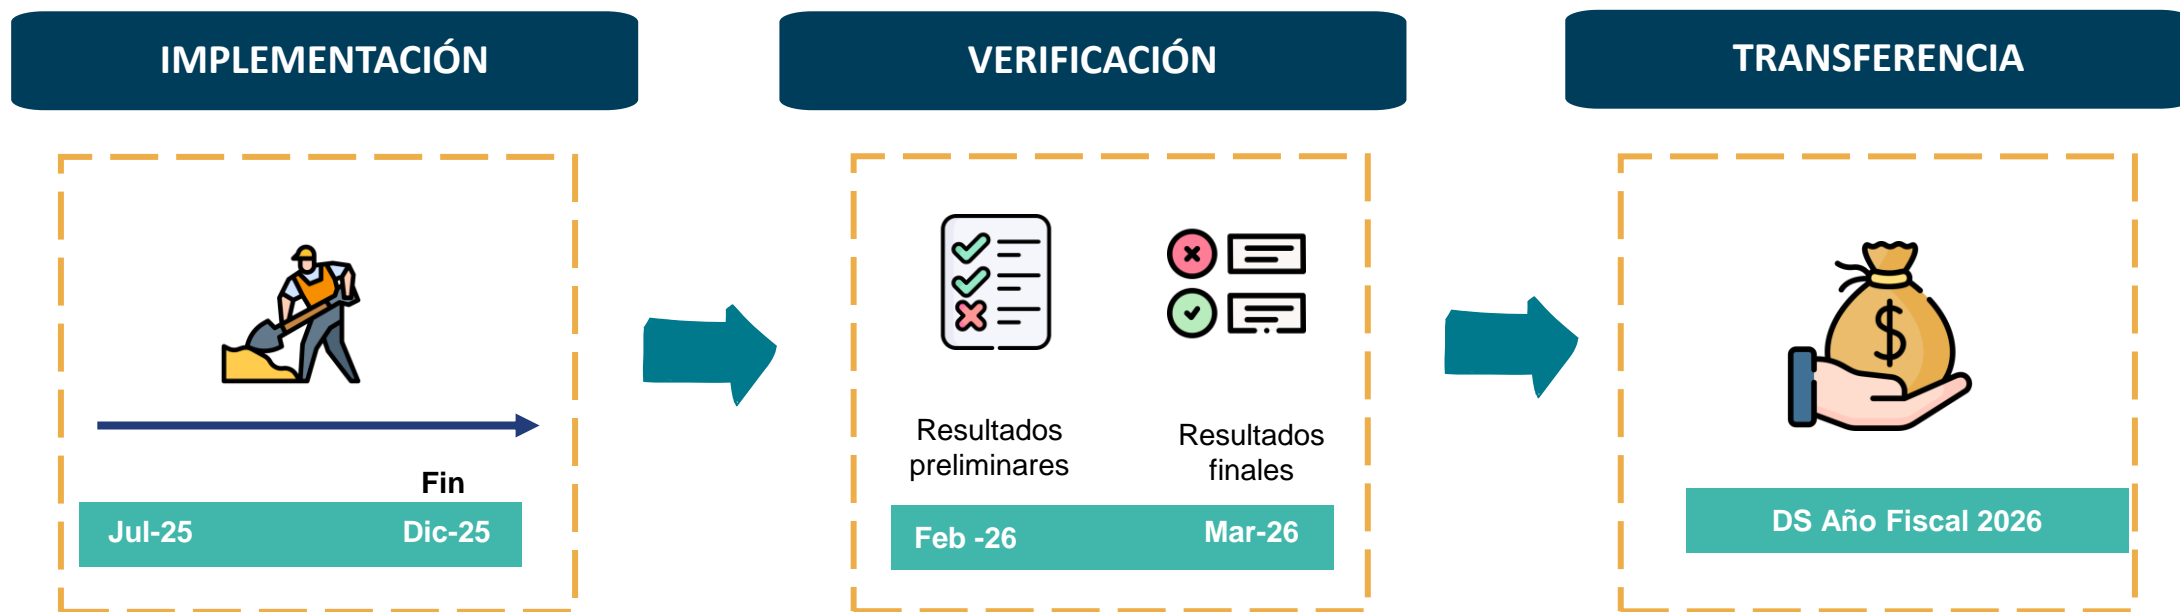 IMPLEMENTACIÓN
Fin
Jul-25
Dic-25
VERIFICACIÓN
Resultados
preliminares
Resultados
finales
Feb -26
Mar-26
TRANSFERENCIA
$
DS Año Fiscal 2026